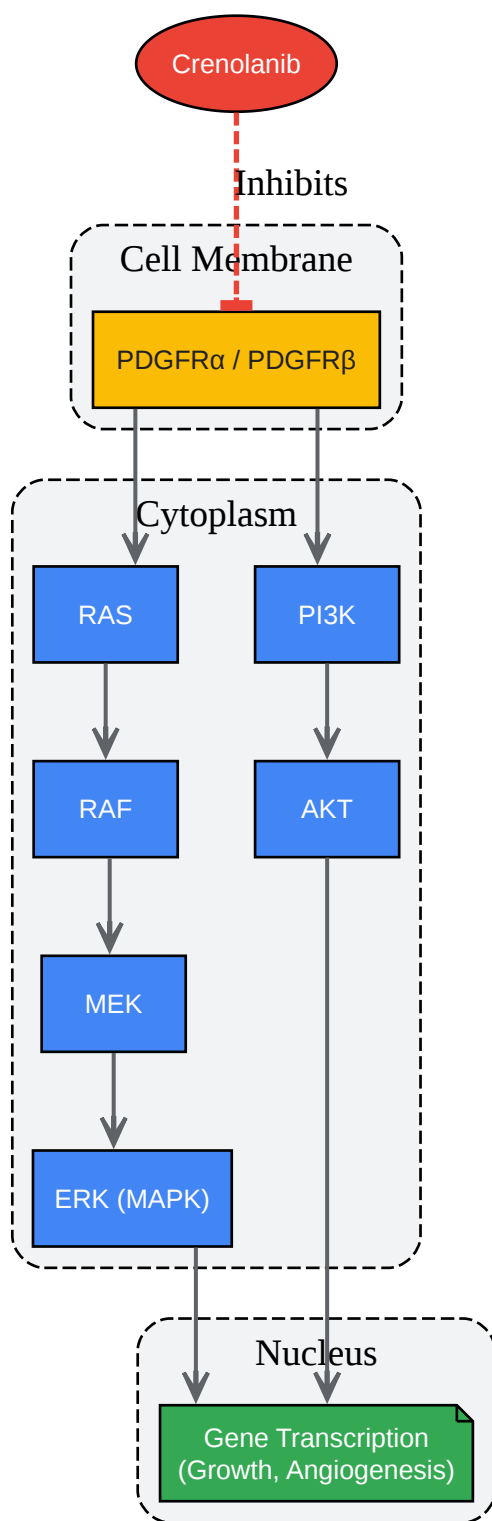 Crenolanib
Inhibits
Cell Membrane
PDGFRα / PDGFRβ
Cytoplasm
RAS
PI3K
RAF
AKT
MEK
ERK (MAPK)
Nucleus
Gene Transcription
(Growth, Angiogenesis)